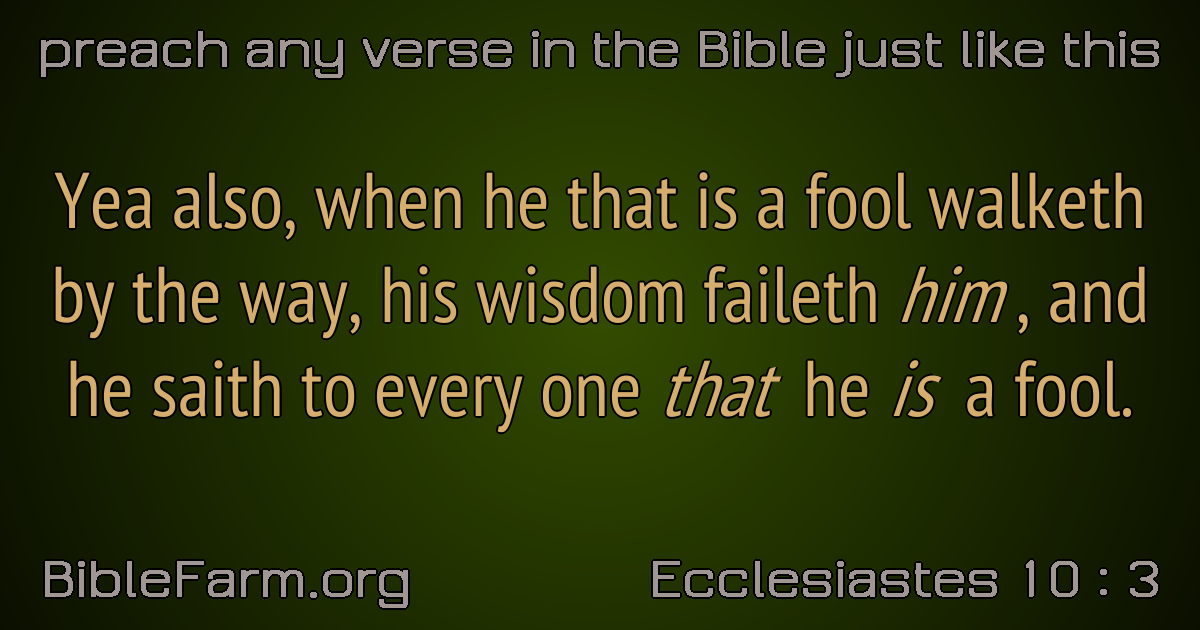 preach any verse in the Bible just like this
Yea also, when he that is a fool walketh
by the way, his wisdom faileth him , and
he saith to every one that he is a fool.
BibleFarm.org
Ecclesiastes 10 : 3